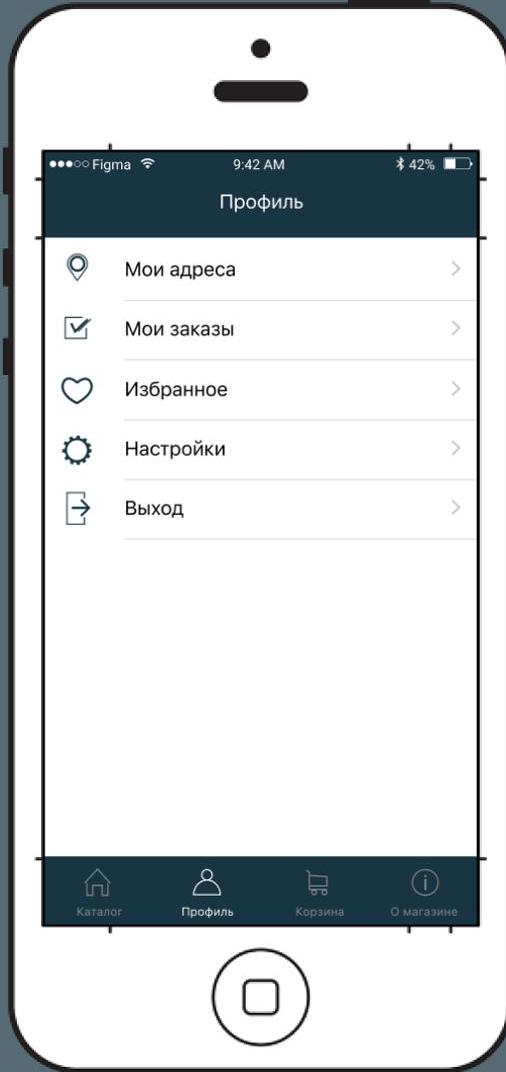 Figma 9:42 AM 42%
Профиль
Мои адреса
Мои заказы
Избранное
Настройки
Выход
Каталог Профиль Корзина О магазине